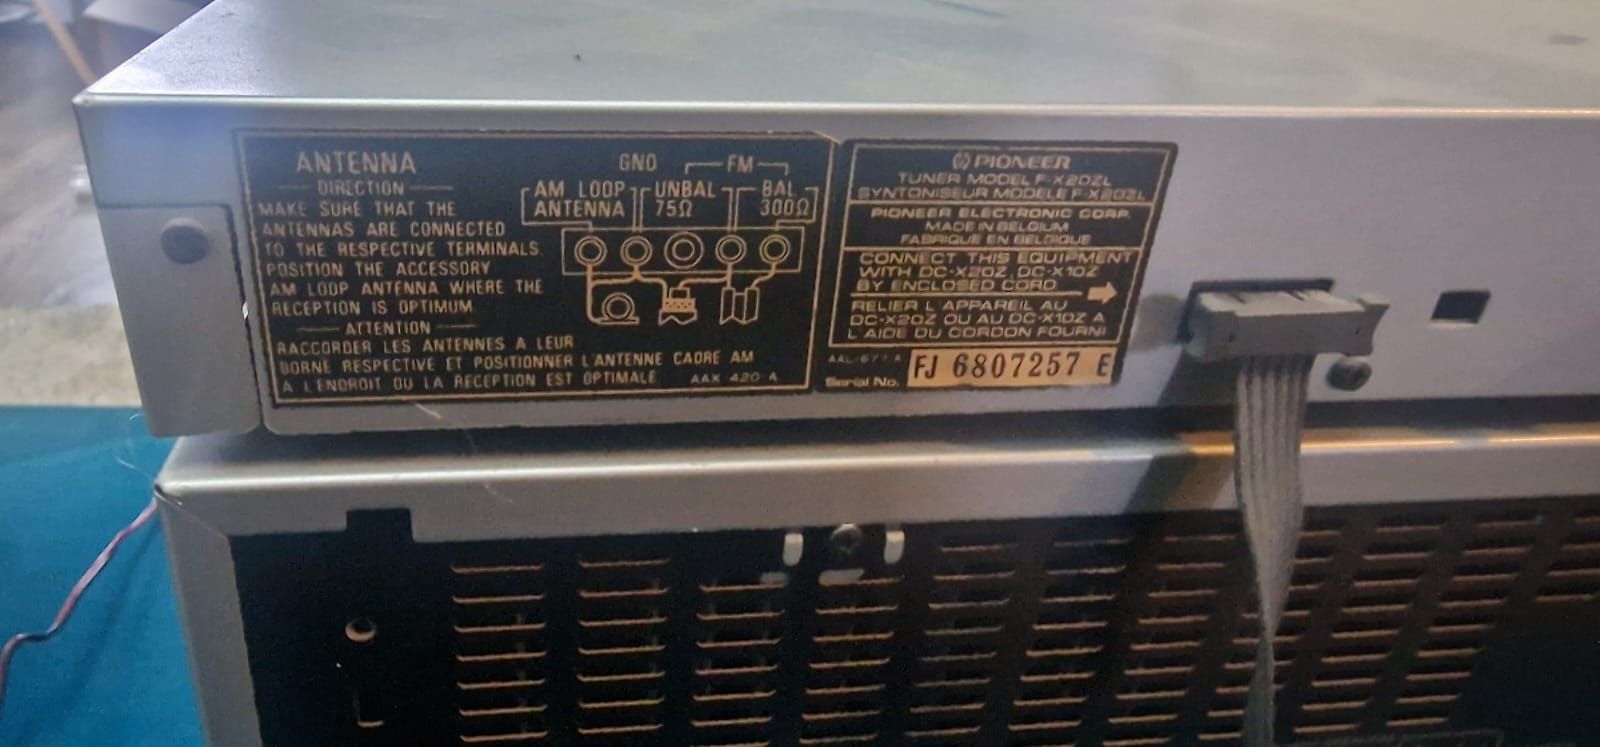 ANTENNA
DIRECTION
MAKE SURE THAT THE
ANTENNAS ARE CONNECTED
TO THE RESPECTIVE TERMINALS.
POSITION THE ACCESSORY
AM LOOP ANTENNA WHERE THE
RECEPTION IS OPTIMUM.
ATTENTION
RACCORDER LES ANTENNES A LEUR
BORNE RESPECTIVE ET POSITIONNER L'ANTENNE CADRE AM
A L'ENDROIT OU LA RECEPTION EST OPTIMALE AAX 420 A
GND FM
AM LOOP UNBAL BAL
ANTENNA 75Ω 300Ω
PIONEER
TUNER MODEL F-X20ZL
SYNTONISEUR MODELE F-X20ZL
PIONEER ELECTRONIC CORP.
MADE IN BELGIUM
FABRIQUE EN BELGIQUE
CONNECT THIS EQUIPMENT
WITH DC-X20Z, DC-X10Z
BY ENCLOSED CORD
RELIER L'APPAREIL AU
DC-X20Z OU AU DC-X10Z A
L'AIDE DU CORDON FOURNI
Serial No. FJ 6807257 E